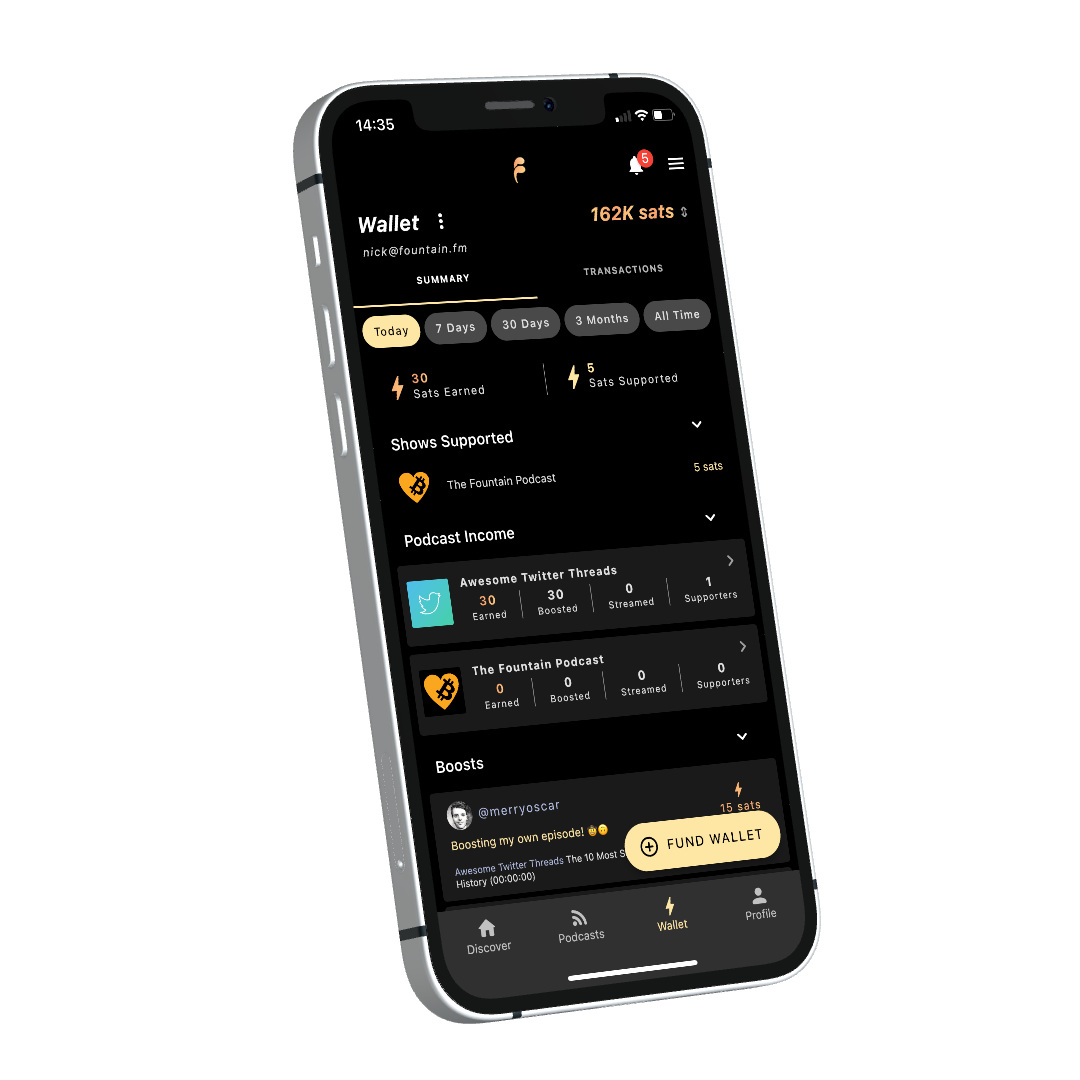 14:35
5
Wallet
162K sats
nick@fountain.fm
SUMMARY
TRANSACTIONS
Today
7 Days
30 Days
3 Months
All Time
30
Sats Earned
5
Sats Supported
Shows Supported
The Fountain Podcast
5 sats
Podcast Income
Awesome Twitter Threads
30
Earned
30
Boosted
0
Streamed
1
Supporters
The Fountain Podcast
0
Earned
0
Boosted
0
Streamed
0
Supporters
Boosts
@merryoscar
15 sats
Boosting my own episode! 🤠🙃
Awesome Twitter Threads The 10 Most S
History (00:00:00)
FUND WALLET
Discover
Podcasts
Wallet
Profile